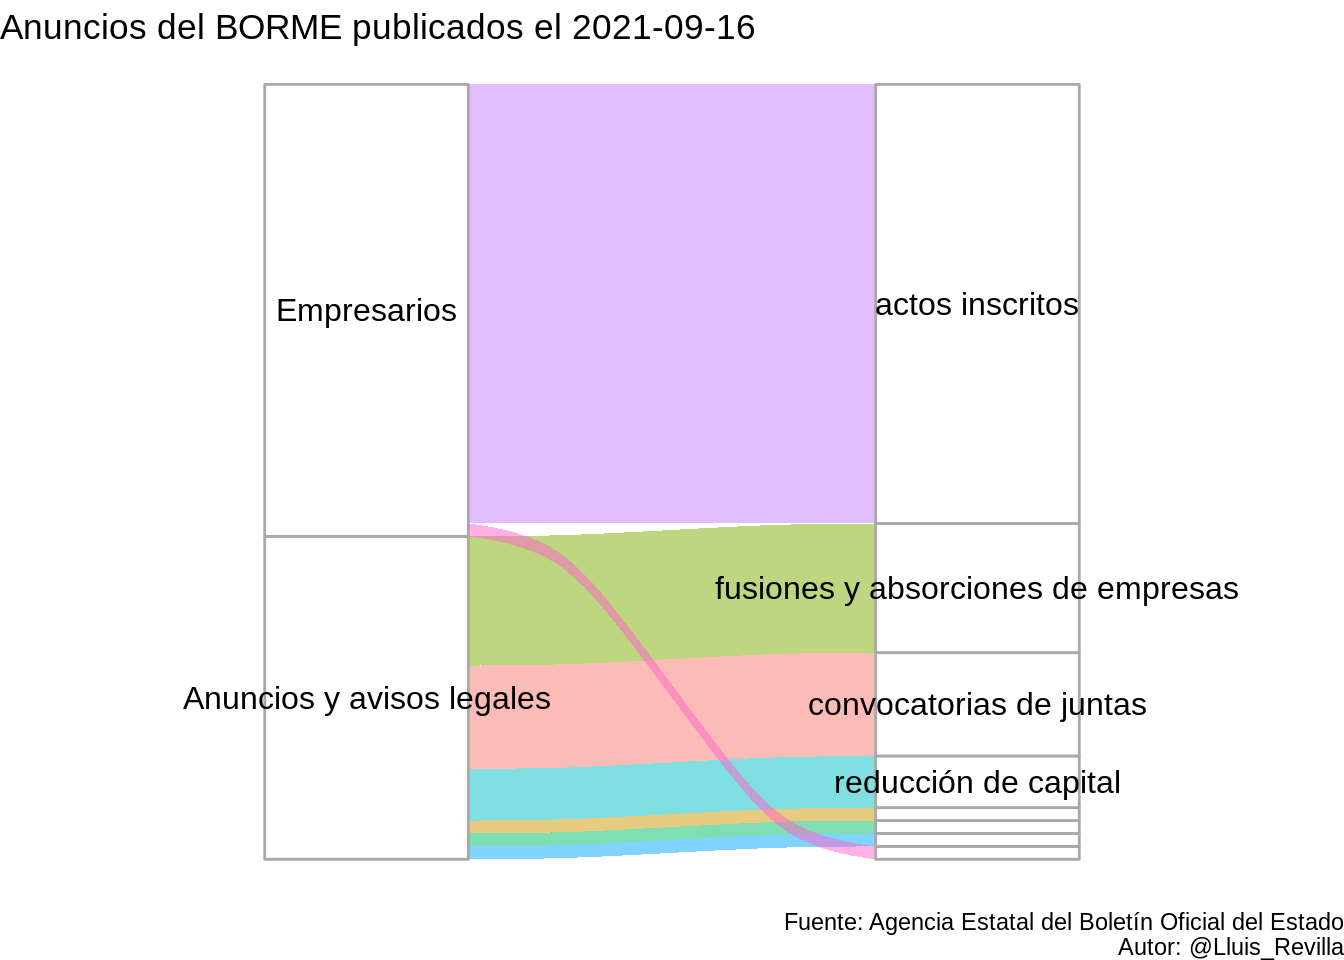 Anuncios del BORME publicados el 2021-09-16
Empresarios
actos inscritos
fusiones y absorciones de empresas
Anuncios y avisos legales
convocatorias de juntas
reducción de capital
Fuente: Agencia Estatal del Boletín Oficial del Estado
Autor: @Lluis_Revilla